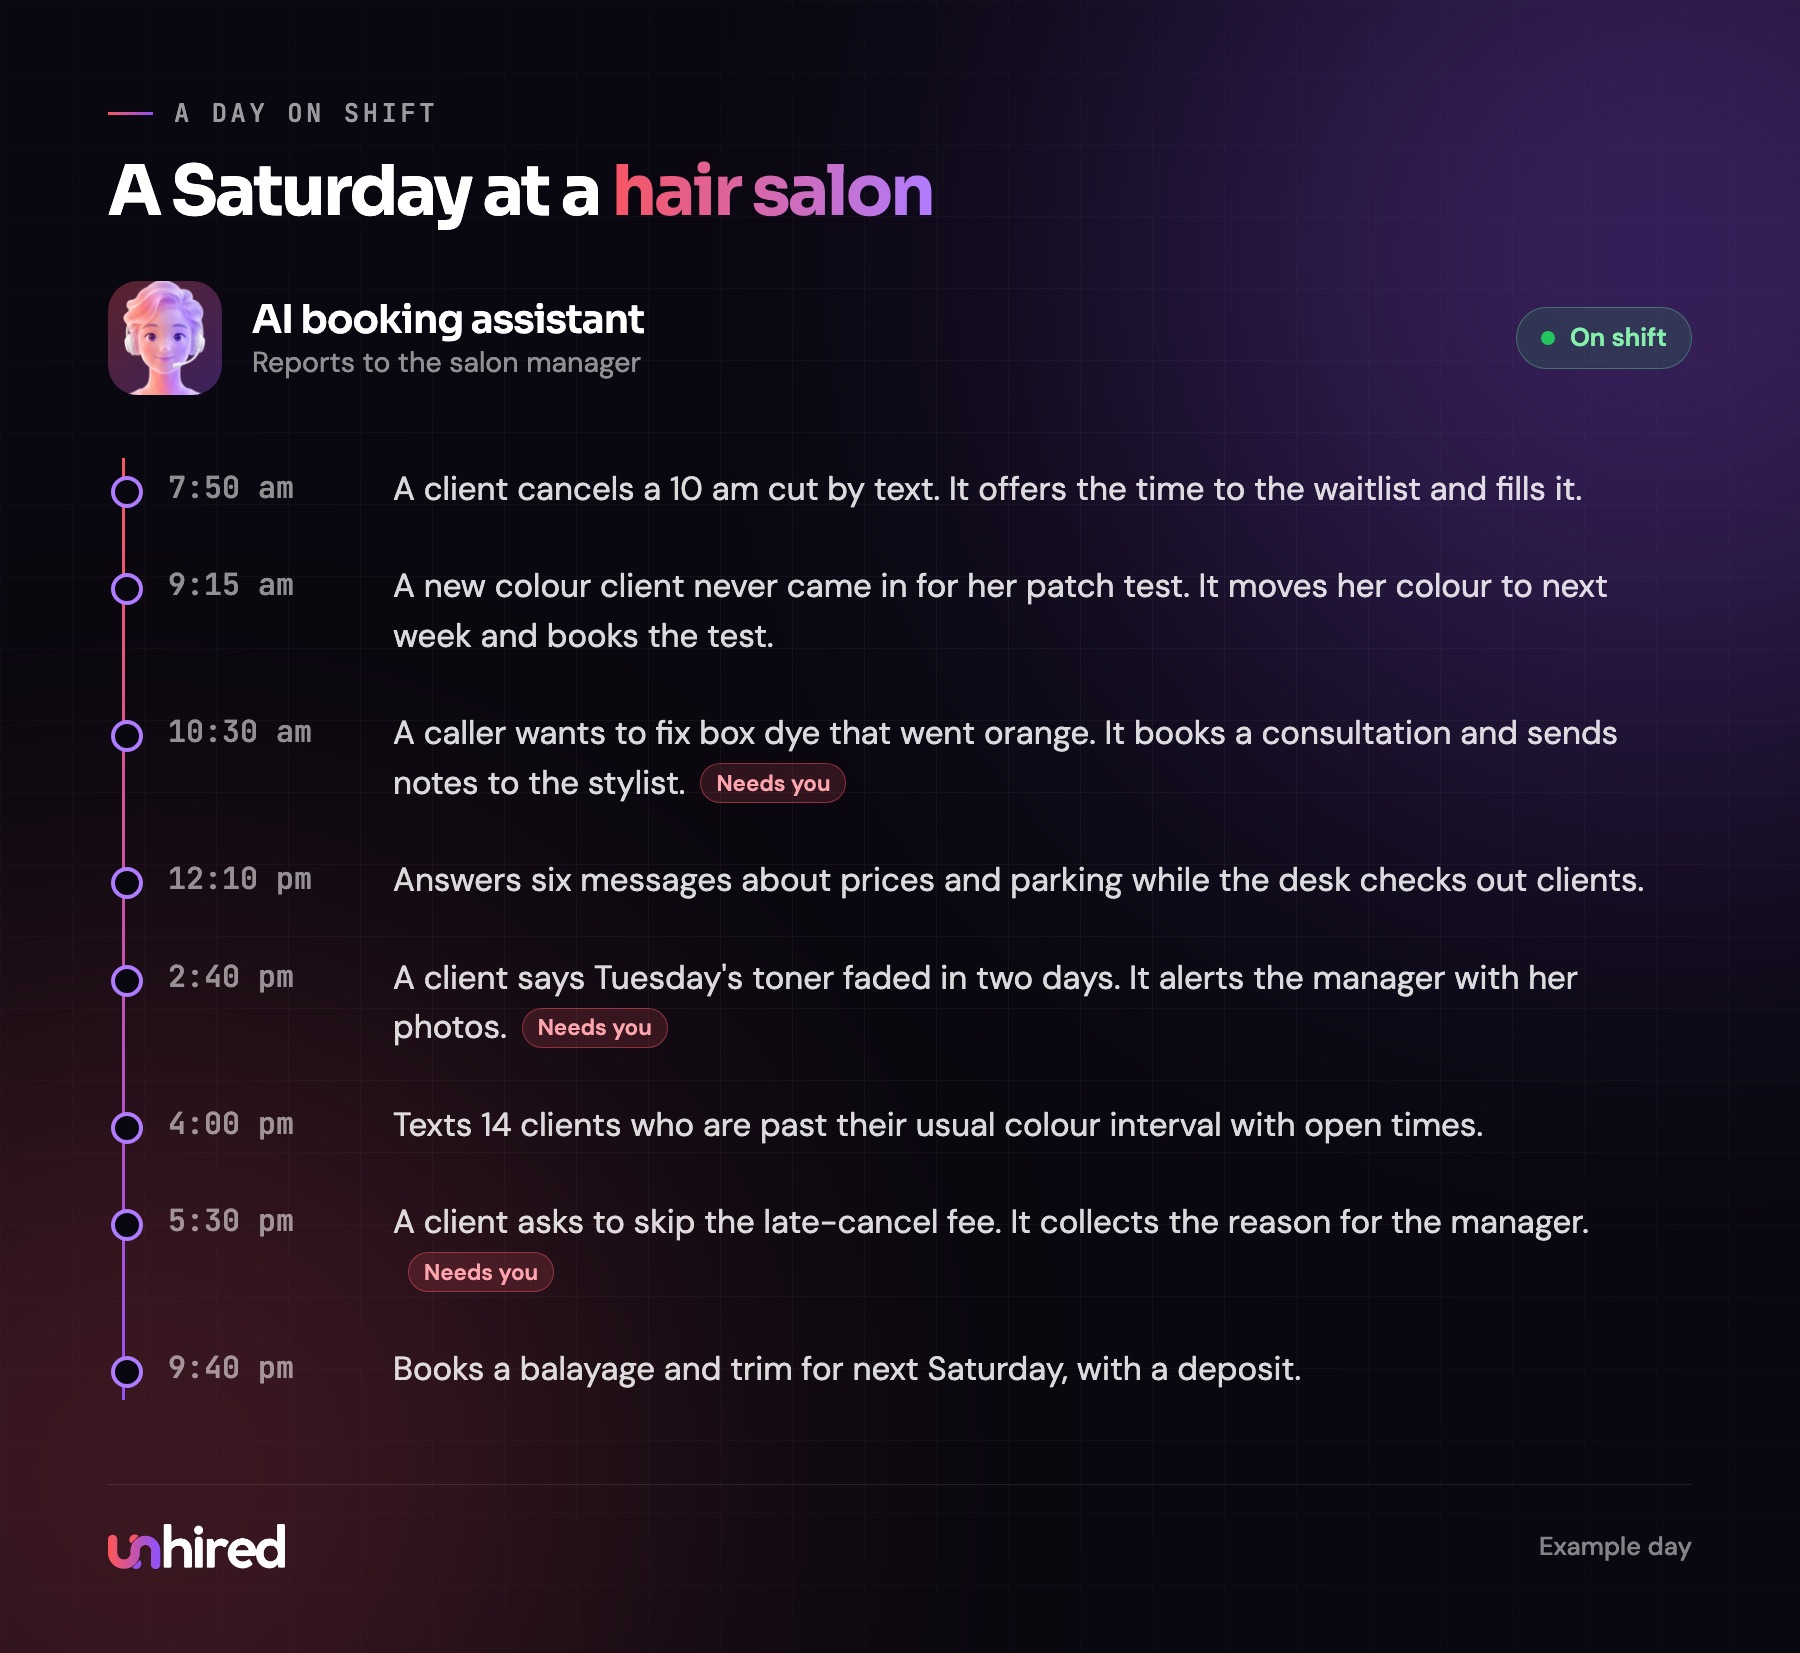 A DAY ON SHIFT
A Saturday at a hair salon
AI booking assistant
Reports to the salon manager
On shift
7:50 am
A client cancels a 10 am cut by text. It offers the time to the waitlist and fills it.
9:15 am
A new colour client never came in for her patch test. It moves her colour to next
week and books the test.
10:30 am
A caller wants to fix box dye that went orange. It books a consultation and sends
notes to the stylist. Needs you
12:10 pm
Answers six messages about prices and parking while the desk checks out clients.
2:40 pm
A client says Tuesday's toner faded in two days. It alerts the manager with her
photos. Needs you
4:00 pm
Texts 14 clients who are past their usual colour interval with open times.
5:30 pm
A client asks to skip the late-cancel fee. It collects the reason for the manager.
Needs you
9:40 pm
Books a balayage and trim for next Saturday, with a deposit.
unhired
Example day